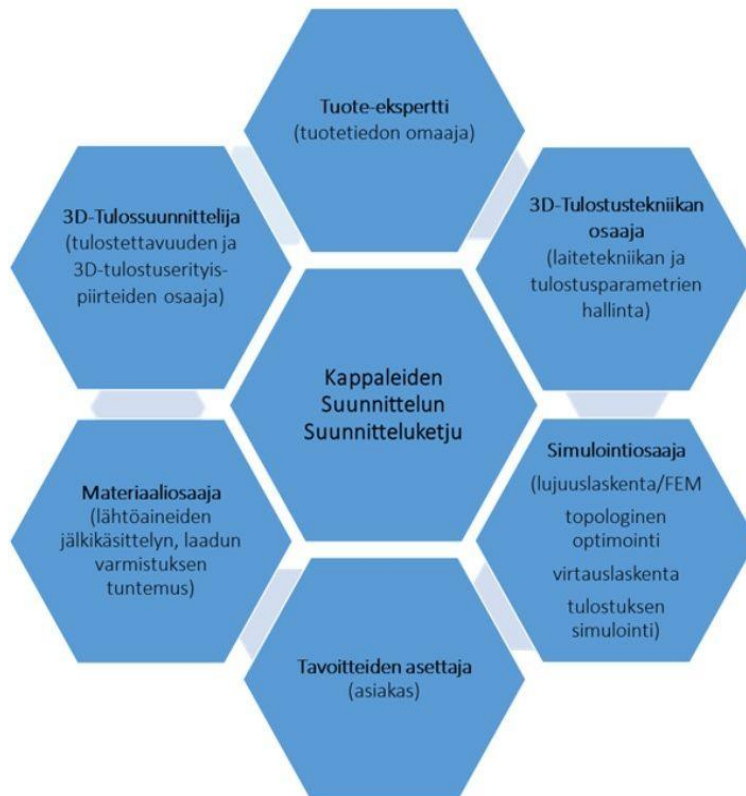 Tuote-ekspertti
(tuotetiedon omaaja)
3D-Tulossuunnittelija
(tulostettavuuden ja
3D-tulostuserityis-
piirteiden osaaja)
3D-Tulostustekniikan
osaaja
(laitetekniikan ja
tulostusparametrien
hallinta)
Kappaleiden
Suunnittelun
Suunnitteluketju
Materiaaliosaaja
(lähtöaineiden
jälkikäsittelyn, laadun
varmistuksen
tuntemus)
Simulointiosaaja
(lujuuslaskenta/FEM
topologinen
optimointi
virtauslaskenta
tulostuksen
simulointi)
Tavoitteiden asettaja
(asiakas)